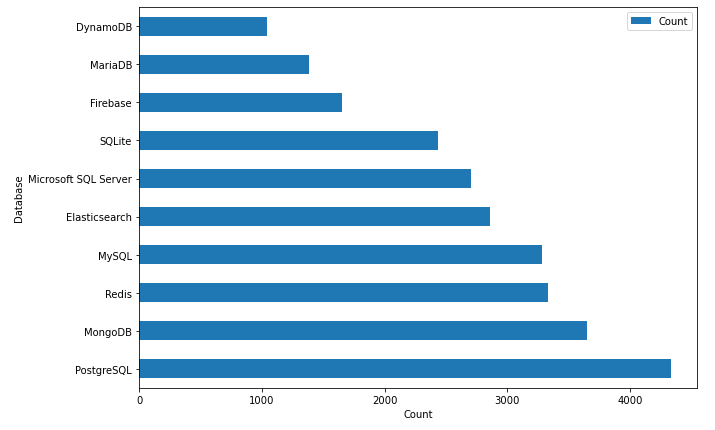 Count
DynamoDB
MariaDB
Firebase
SQLite
Microsoft SQL Server
Elasticsearch
MySQL
Redis
MongoDB
PostgreSQL
Database
0 1000 2000 3000 4000
Count